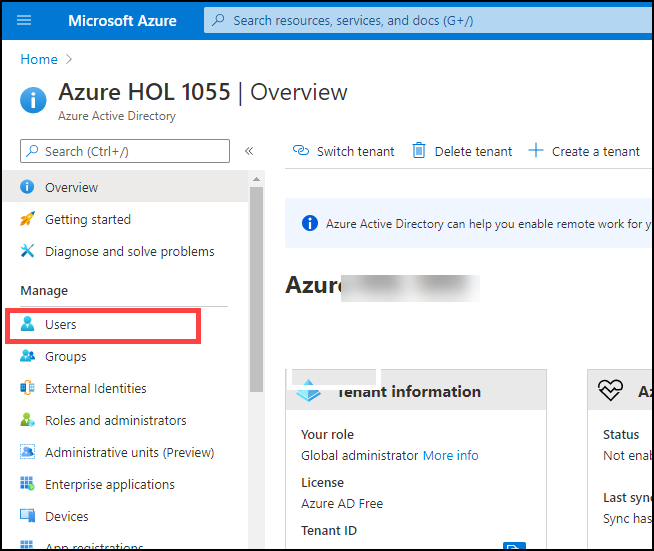 Microsoft Azure
Search resources, services, and docs (G+/)
Home
Azure HOL 1055 | Overview
Azure Active Directory
Search (Ctrl+/)
«
Switch tenant
Delete tenant
Create a tenant
Overview
Getting started
Diagnose and solve problems
Azure Active Directory can help you enable remote work for y
Manage
Azure
Users
Groups
External Identities
Roles and administrators
Administrative units (Preview)
Enterprise applications
Devices
App registrations
Tenant information
Your role
Global administrator More info
License
Azure AD Free
Tenant ID
Az
Status
Not enab
Last sync
Sync has